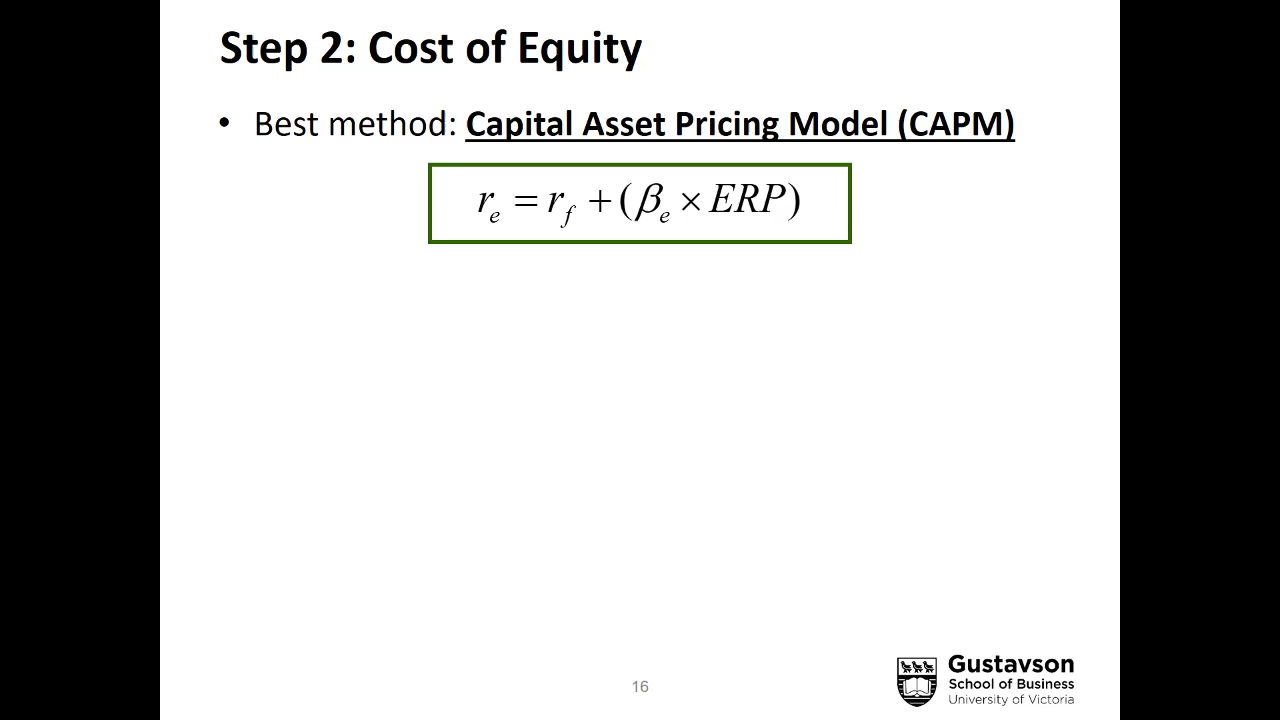 Step 2: Cost of Equity
• Best method: Capital Asset Pricing Model (CAPM)
rₑ = r_f + (βₑ × ERP)
16
Gustavson
School of Business
University of Victoria